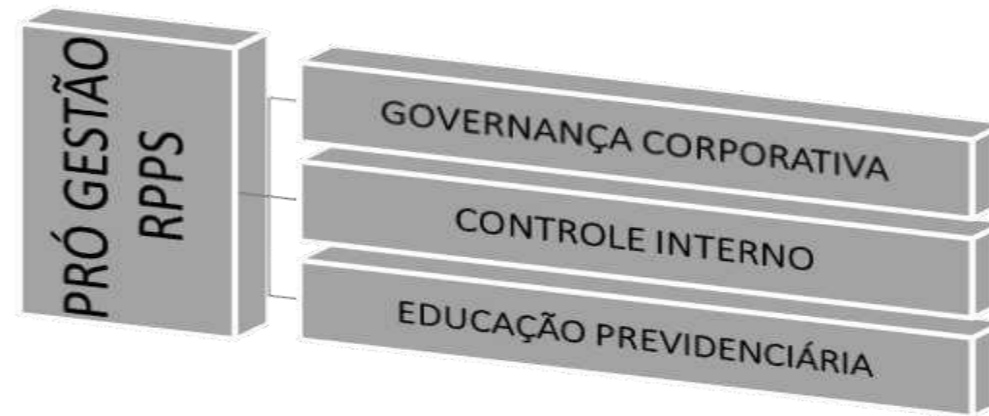 PRÓ GESTÃO
RPPS
GOVERNANÇA CORPORATIVA
CONTROLE INTERNO
EDUCAÇÃO PREVIDENCIÁRIA